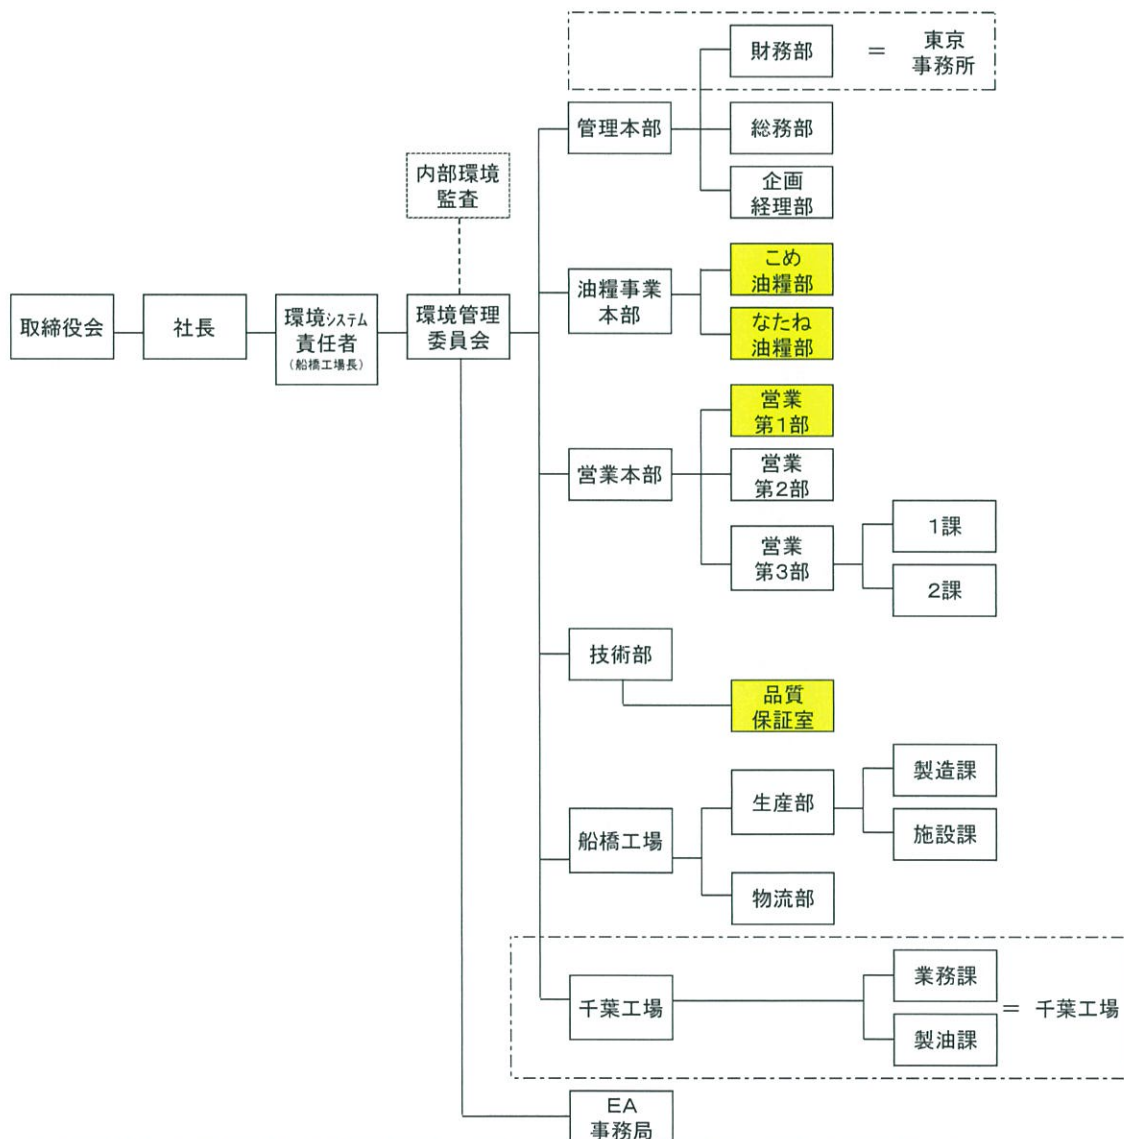 財務部
=
東京
事務所
管理本部
総務部
内部環境
監査
企画
経理部
こめ
油糧部
油糧事業
本部
なたね
油糧部
取締役会
社長
環境システム
責任者
(船橋工場長)
環境管理
委員会
営業
第1部
営業本部
営業
第2部
営業
第3部
1課
2課
技術部
品質
保証室
製造課
生産部
船橋工場
施設課
物流部
業務課
千葉工場
= 千葉工場
製油課
EA
事務局